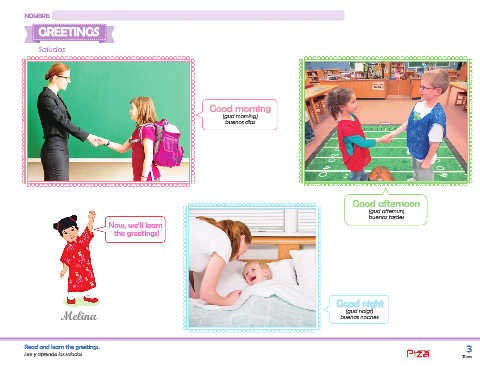 NOMBRE:
GREETINGS
Saludos
Good morning
(gud morning)
buenos días
Good afternoon
(gud afternun)
buenas tardes
Now, we'll learn
the greetings!
Melina
Good night
(gud naigt)
buenas noches
Read and learn the greetings.
Lee y aprende los saludos.
3